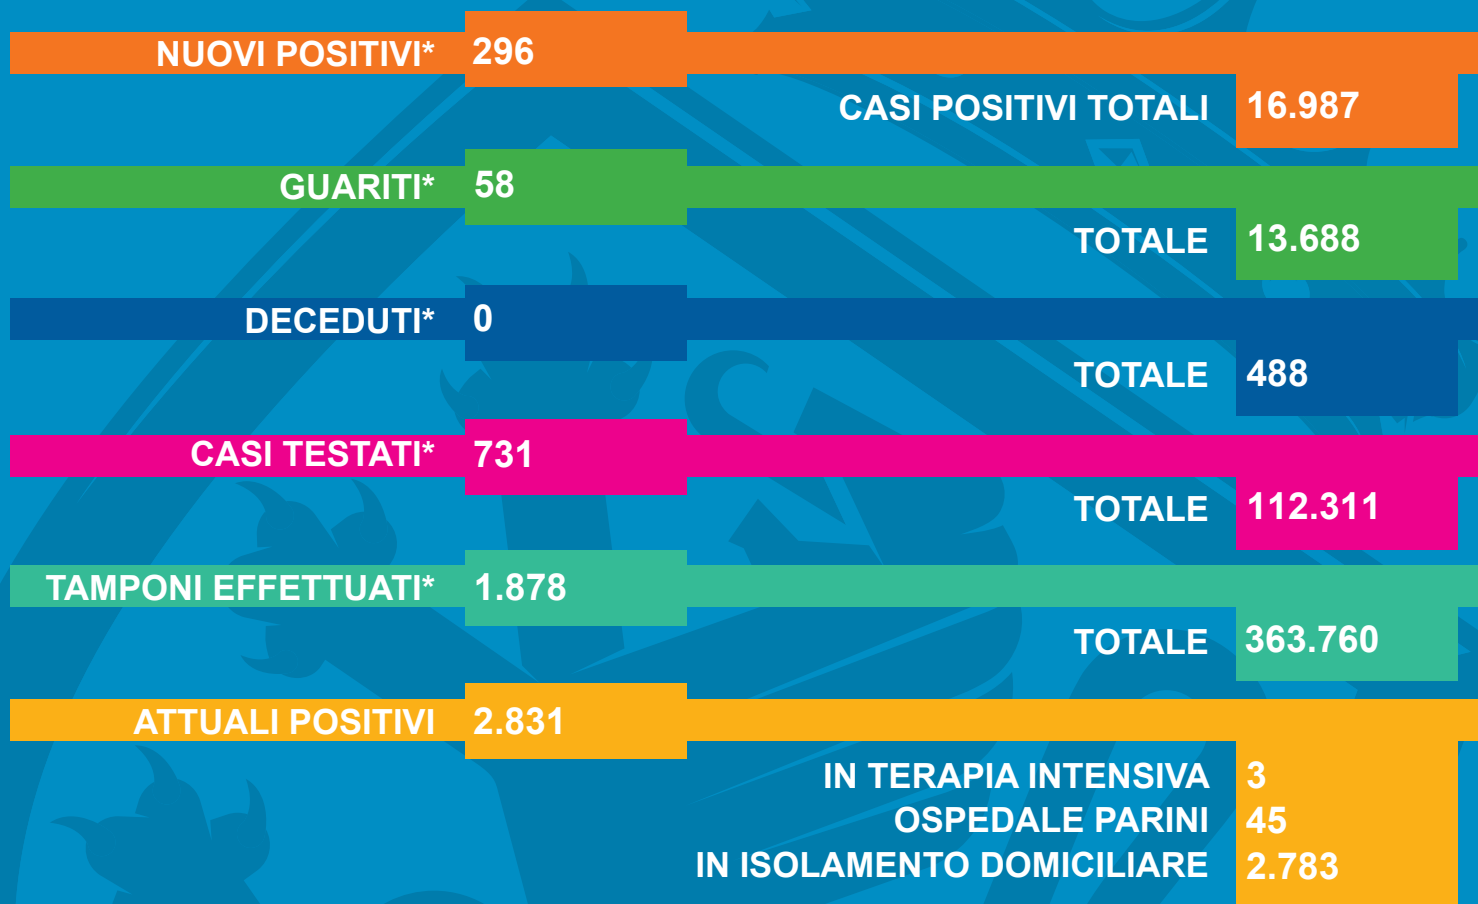 NUOVI POSITIVI* 296
CASI POSITIVI TOTALI 16.987
GUARITI* 58
TOTALE 13.688
DECEDUTI* 0
TOTALE 488
CASI TESTATI* 731
TOTALE 112.311
TAMPONI EFFETTUATI* 1.878
TOTALE 363.760
ATTUALI POSITIVI 2.831
IN TERAPIA INTENSIVA 3
OSPEDALE PARINI 45
IN ISOLAMENTO DOMICILIARE 2.783